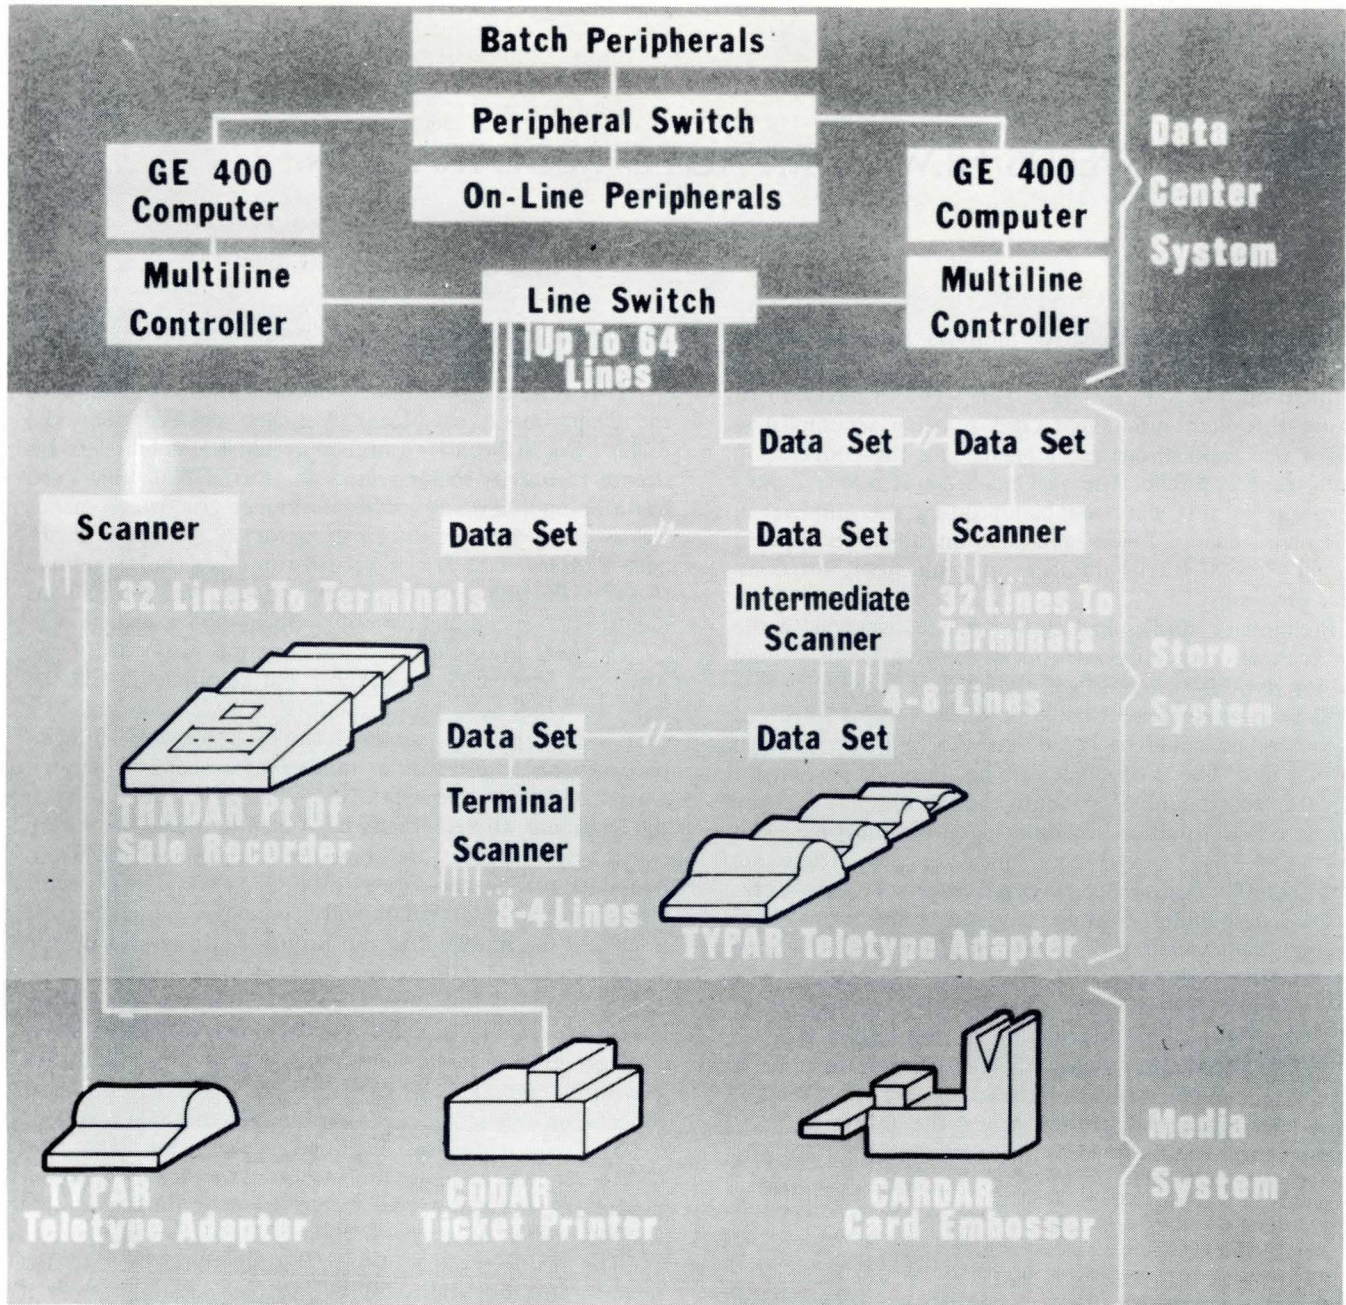 Batch Peripherals
Peripheral Switch
On-Line Peripherals
GE 400
Computer
Multiline
Controller
GE 400
Computer
Multiline
Controller
Line Switch
Up To 64
Lines
Data
Center
System
Data Set
Data Set
Scanner
Data Set
Data Set
Scanner
32 Lines To Terminals
Intermediate
Scanner
32 Lines To
Terminals
4-8 Lines
Store
System
Data Set
Data Set
TRADAR Pt Of
Sale Recorder
Terminal
Scanner
8-4 Lines
TYPAR Teletype Adapter
TYPAR
Teletype Adapter
CODAR
Ticket Printer
CARDAR
Card Embosser
Media
System